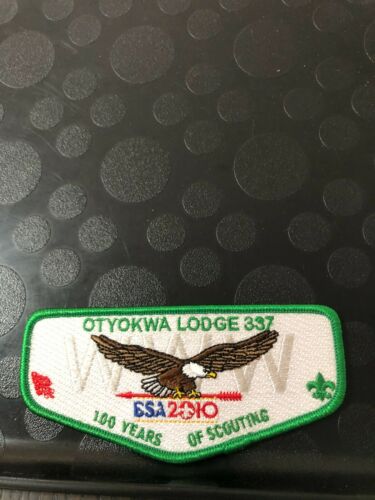 OTYOKWA LODGE 337
WWW
BSA 2010
100 YEARS OF SCOUTING